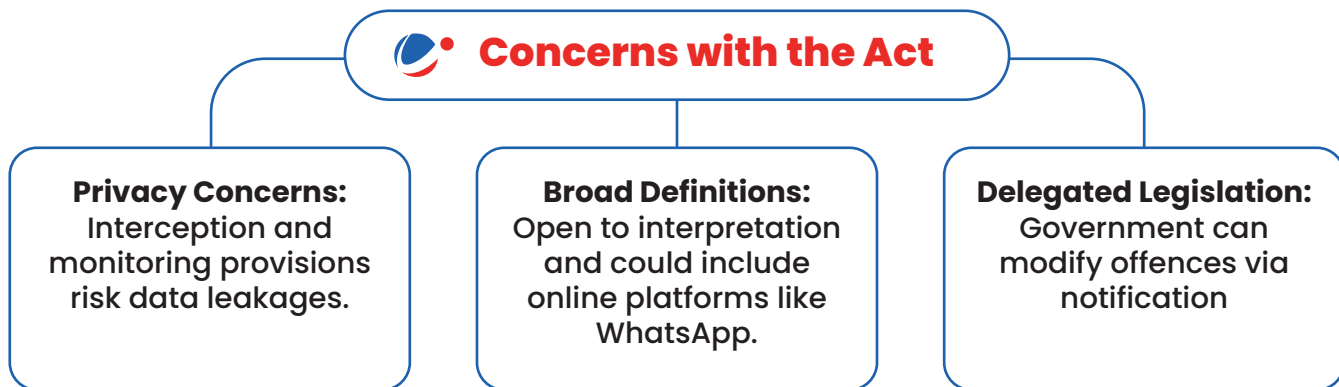 Concerns with the Act
Privacy Concerns:
Interception and
monitoring provisions
risk data leakages.
Broad Definitions:
Open to interpretation
and could include
online platforms like
WhatsApp.
Delegated Legislation:
Government can
modify offences via
notification